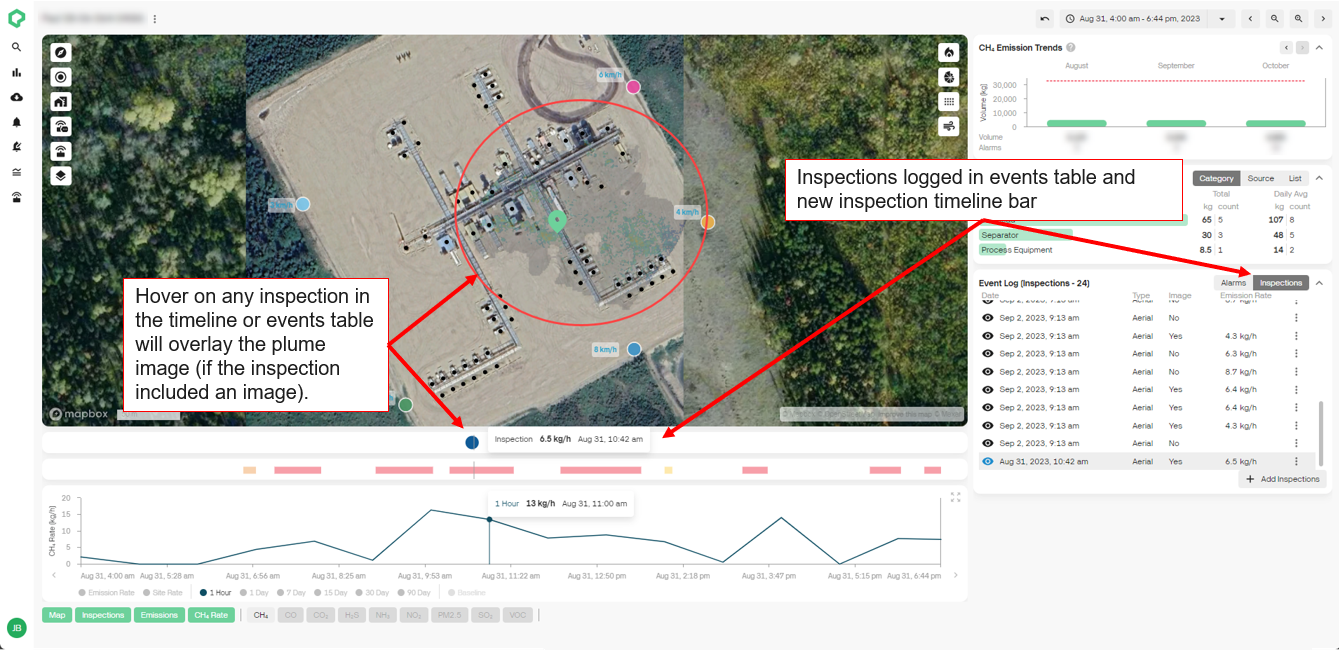 Aug 31, 4:00 am - 6:44 pm, 2023
6 km/h
4 km/h
8 km/h
mapbox
CH₄ Emission Trends
August September October
Volume [kg]
30,000
20,000
10,000
0
Volume
Alarms
Inspections logged in events table and
new inspection timeline bar
Category Source List
Total Daily Avg
kg count kg count
65 5 107 8
Separator 30 3 48 5
Process Equipment 8.5 1 14 2
Hover on any inspection in
the timeline or events table
will overlay the plume
image (if the inspection
included an image).
Event Log (Inspections - 24) Alarms Inspections
Date Type Image Emission Rate
Sep 2, 2023, 9:13 am Aerial No
Sep 2, 2023, 9:13 am Aerial Yes 4.3 kg/h
Sep 2, 2023, 9:13 am Aerial No 6.3 kg/h
Sep 2, 2023, 9:13 am Aerial No 8.7 kg/h
Sep 2, 2023, 9:13 am Aerial Yes 6.4 kg/h
Sep 2, 2023, 9:13 am Aerial Yes 6.4 kg/h
Sep 2, 2023, 9:13 am Aerial Yes 4.3 kg/h
Sep 2, 2023, 9:13 am Aerial No
Aug 31, 2023, 10:42 am Aerial Yes 6.5 kg/h
+ Add Inspections
Inspection 6.5 kg/h Aug 31, 10:42 am
1 Hour 13 kg/h Aug 31, 11:00 am
CH₄ Rate [kg/h]
20
15
10
5
0
Aug 31, 4:00 am Aug 31, 5:28 am Aug 31, 6:56 am Aug 31, 8:25 am Aug 31, 9:53 am Aug 31, 11:22 am Aug 31, 12:50 pm Aug 31, 2:18 pm Aug 31, 3:47 pm Aug 31, 5:15 pm Aug 31, 6:44 pm
Emission Rate Site Rate 1 Hour 1 Day 7 Day 15 Day 30 Day 90 Day Baseline
Map Inspections Emissions CH₄ Rate CH₄ CO CO₂ H₂S NH₃ NO₂ PM2.5 SO₂ VOC
JB